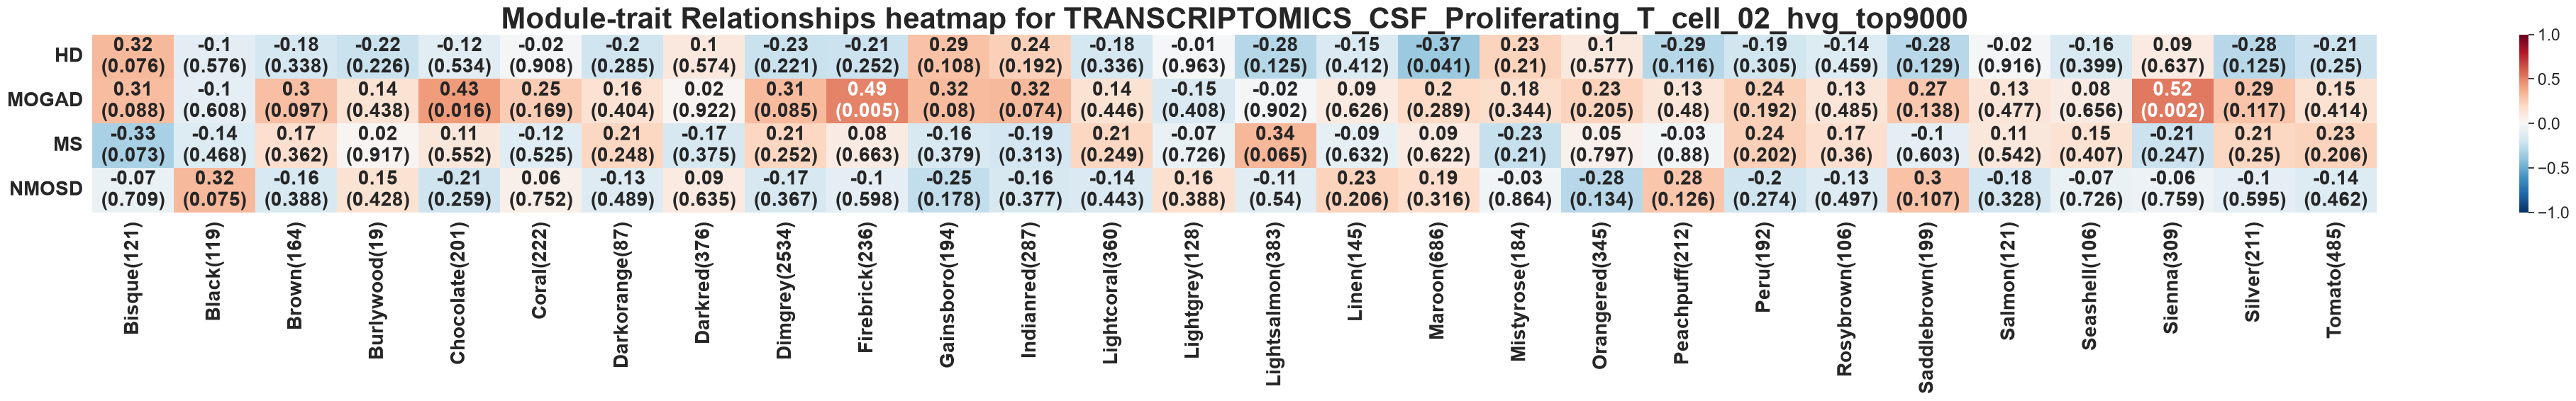 Module-trait Relationships heatmap for TRANSCRIPTOMICS_CSF_Proliferating_T_cell_02_hvg_top9000
HD 0.32 -0.1 -0.18 -0.22 -0.12 -0.02 -0.2 0.1 -0.23 -0.21 0.29 0.24 -0.18 -0.01 -0.28 -0.15 -0.37 0.23 0.1 -0.29 -0.19 -0.14 -0.28 -0.02 -0.16 0.09 -0.28 -0.21
(0.076) (0.576) (0.338) (0.226) (0.534) (0.908) (0.285) (0.574) (0.221) (0.252) (0.108) (0.192) (0.336) (0.963) (0.125) (0.412) (0.041) (0.21) (0.577) (0.116) (0.305) (0.459) (0.129) (0.916) (0.399) (0.637) (0.125) (0.25)
MOGAD 0.31 -0.1 0.3 0.14 0.43 0.25 0.16 0.02 0.31 0.49 0.32 0.32 0.14 -0.15 -0.02 0.09 0.2 0.18 0.23 0.13 0.24 0.13 0.27 0.13 0.08 0.52 0.29 0.15
(0.088) (0.608) (0.097) (0.438) (0.016) (0.169) (0.404) (0.922) (0.085) (0.005) (0.08) (0.074) (0.446) (0.408) (0.902) (0.626) (0.289) (0.344) (0.205) (0.48) (0.192) (0.485) (0.138) (0.477) (0.656) (0.002) (0.117) (0.414)
MS -0.33 -0.14 0.17 0.02 0.11 -0.12 0.21 -0.17 0.21 0.08 -0.16 -0.19 0.21 -0.07 0.34 -0.09 0.09 -0.23 0.05 -0.03 0.24 0.17 -0.1 0.11 0.15 -0.21 0.21 0.23
(0.073) (0.468) (0.362) (0.917) (0.552) (0.525) (0.248) (0.375) (0.252) (0.663) (0.379) (0.313) (0.249) (0.726) (0.065) (0.632) (0.622) (0.21) (0.797) (0.88) (0.202) (0.36) (0.603) (0.542) (0.407) (0.247) (0.25) (0.206)
NMOSD -0.07 0.32 -0.16 0.15 -0.21 0.06 -0.13 0.09 -0.17 -0.1 -0.25 -0.16 -0.14 0.16 -0.11 0.23 0.19 -0.03 -0.28 0.28 -0.2 -0.13 0.3 -0.18 -0.07 -0.06 -0.1 -0.14
(0.709) (0.075) (0.388) (0.428) (0.259) (0.752) (0.489) (0.635) (0.367) (0.598) (0.178) (0.377) (0.443) (0.388) (0.54) (0.206) (0.316) (0.864) (0.134) (0.126) (0.274) (0.497) (0.107) (0.328) (0.726) (0.759) (0.595) (0.462)
Bisque(121)
Black(119)
Brown(164)
Burlywood(19)
Chocolate(201)
Coral(222)
Darkorange(87)
Darkred(376)
Dimgrey(2534)
Firebrick(236)
Gainsboro(194)
Indianred(287)
Lightcoral(360)
Lightgrey(128)
Lightsalmon(383)
Linen(145)
Maroon(686)
Mistyrose(184)
Orangered(345)
Peachpuff(212)
Peru(192)
Rosybrown(106)
Saddlebrown(199)
Salmon(121)
Seashell(106)
Sienna(309)
Silver(211)
Tomato(485)
1.0
0.5
0.0
−0.5
−1.0